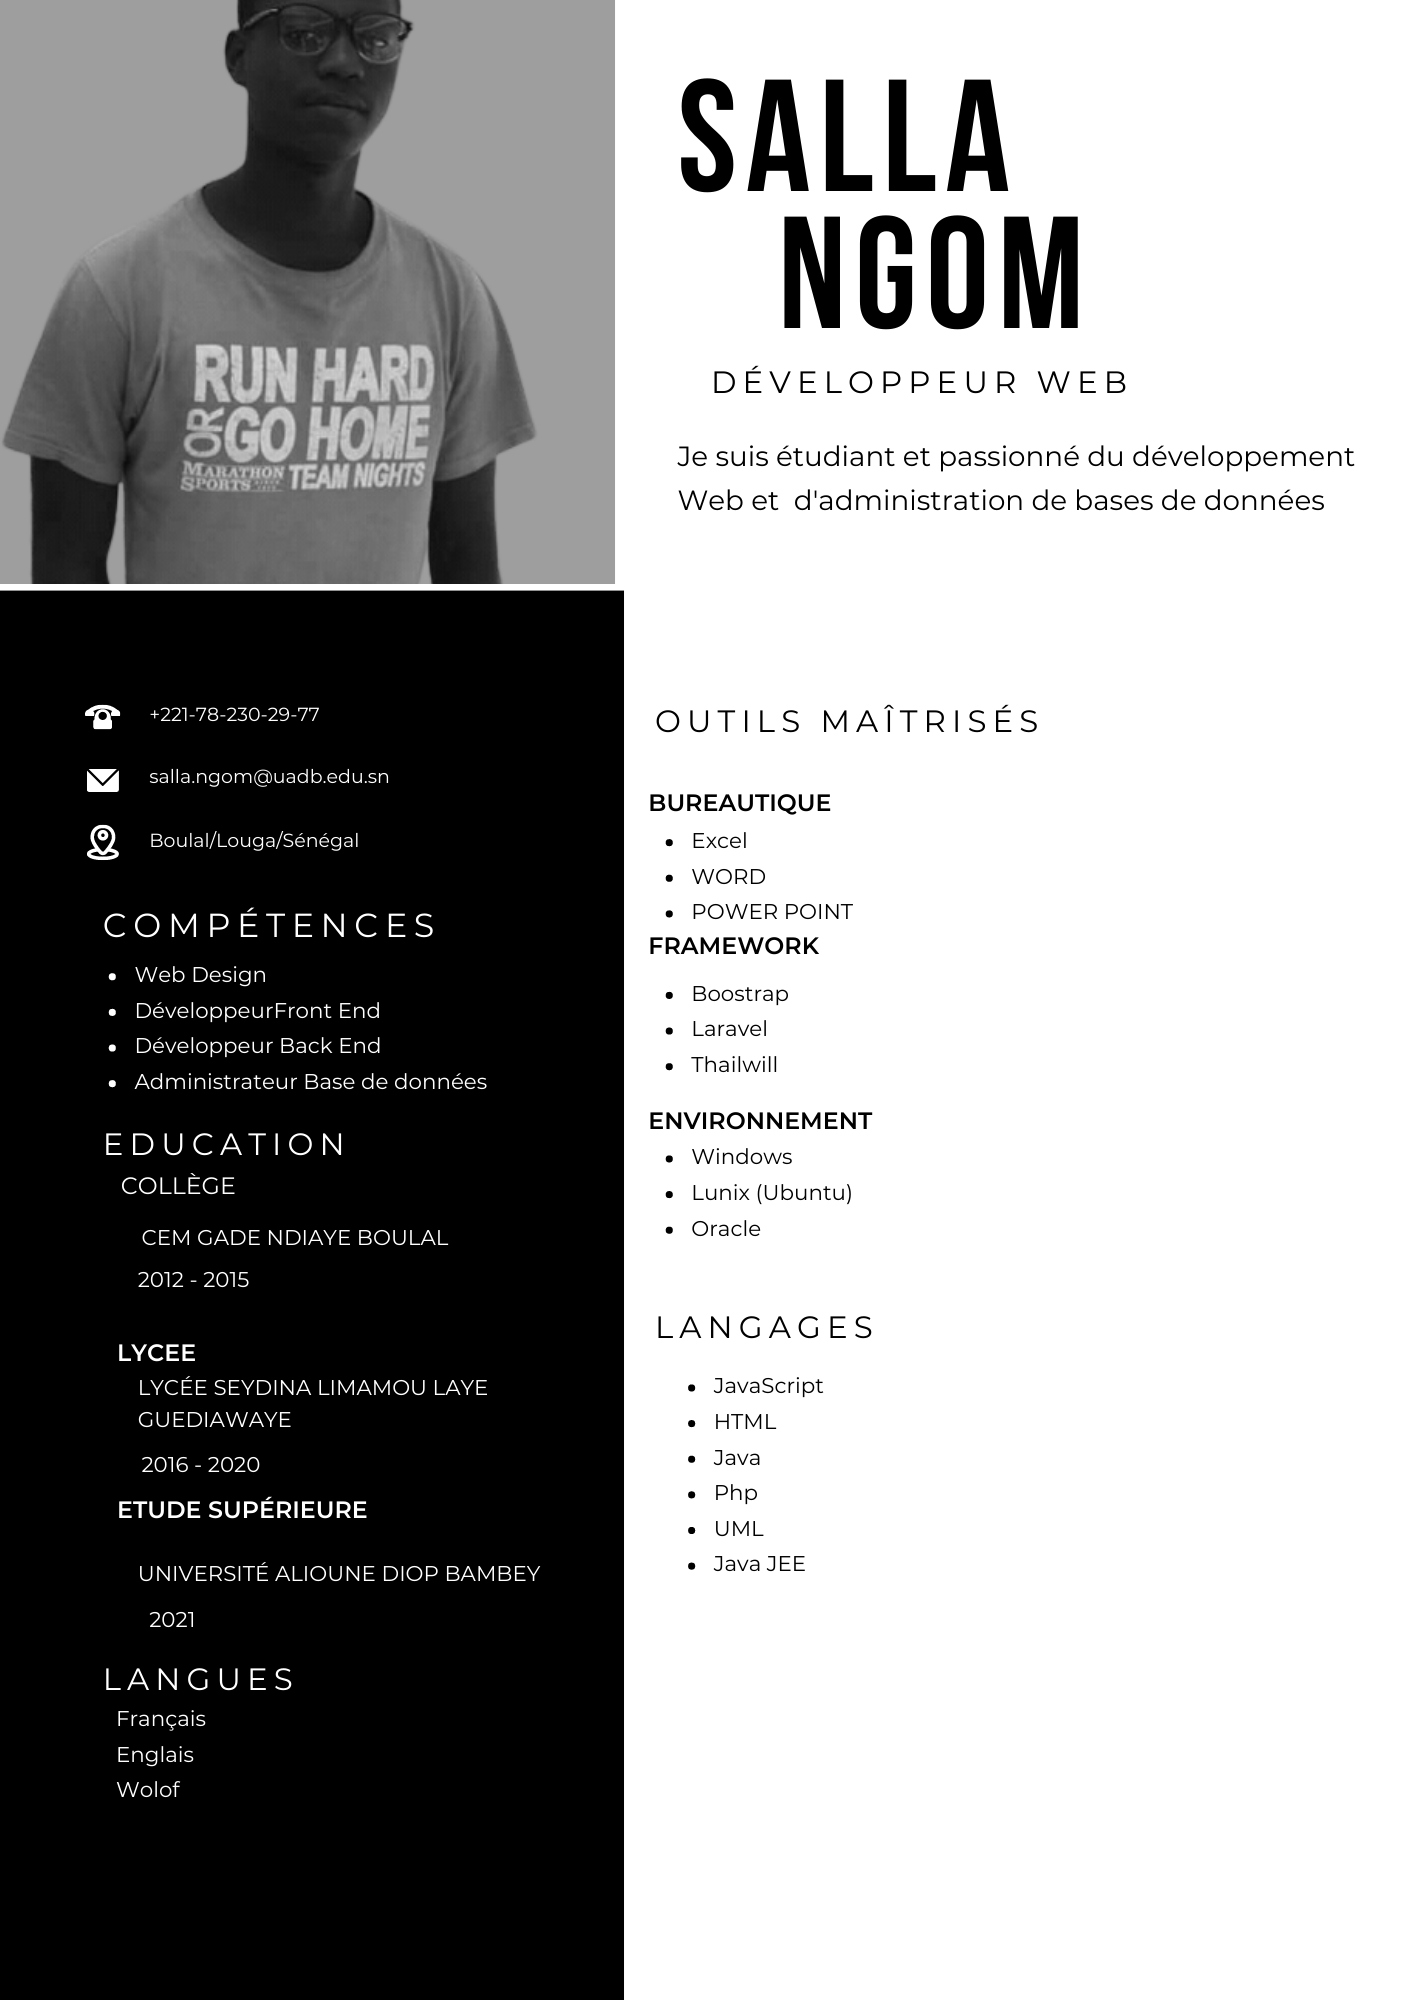 RUN HARD
OR GO HOME
MARATHON
SPORTS
TEAM NIGHTS
SALLA
NGOM
DÉVELOPPEUR WEB
Je suis étudiant et passionné du développement
Web et  d'administration de bases de données
+221-78-230-29-77
salla.ngom@uadb.edu.sn
Boulal/Louga/Sénégal
COMPÉTENCES
• Web Design
• DéveloppeurFront End
• Développeur Back End
• Administrateur Base de données
EDUCATION
COLLÈGE
CEM GADE NDIAYE BOULAL
2012 - 2015
LYCEE
LYCÉE SEYDINA LIMAMOU LAYE
GUEDIAWAYE
2016 - 2020
ETUDE SUPÉRIEURE
UNIVERSITÉ ALIOUNE DIOP BAMBEY
2021
LANGUES
Français
Englais
Wolof
OUTILS MAÎTRISÉS
BUREAUTIQUE
• Excel
• WORD
• POWER POINT
FRAMEWORK
• Boostrap
• Laravel
• Thailwill
ENVIRONNEMENT
• Windows
• Lunix (Ubuntu)
• Oracle
LANGAGES
• JavaScript
• HTML
• Java
• Php
• UML
• Java JEE